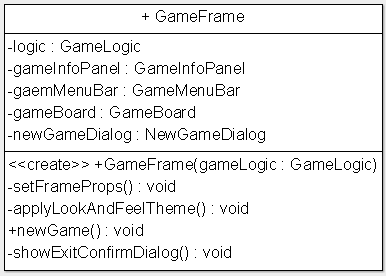 + GameFrame
-logic : GameLogic
-gameInfoPanel : GameInfoPanel
-gaemMenuBar : GameMenuBar
-gameBoard : GameBoard
-newGameDialog : NewGameDialog
<<create>> +GameFrame(gameLogic : GameLogic)
-setFrameProps() : void
-applyLookAndFeelTheme() : void
+newGame() : void
-showExitConfirmDialog() : void